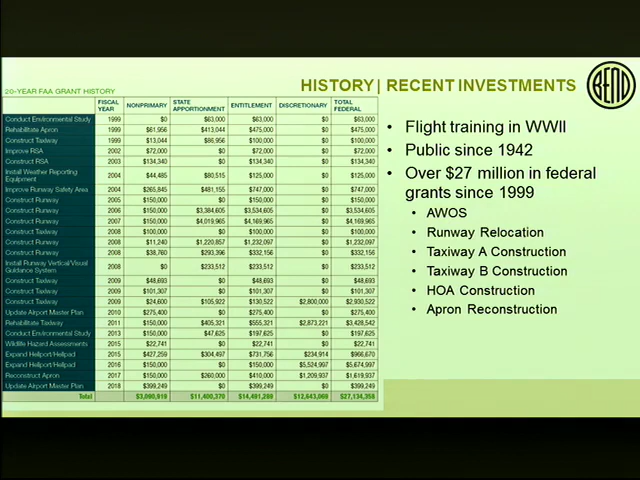 HISTORY | RECENT INVESTMENTS
BEND
20-YEAR FAA GRANT HISTORY
FISCAL YEAR NONPRIMARY STATE APPORTIONMENT ENTITLEMENT DISCRETIONARY TOTAL FEDERAL
Conduct Environmental Study 1999 $0 $63,000 $63,000 $0 $63,000
Rehabilitate Apron 1999 $61,956 $413,044 $475,000 $0 $475,000
Construct Taxiway 1999 $13,044 $86,956 $100,000 $0 $100,000
Improve RSA 2002 $72,000 $0 $72,000 $0 $72,000
Construct RSA 2003 $134,340 $0 $134,340 $0 $134,340
Install Weather Reporting Equipment 2004 $44,485 $80,515 $125,000 $0 $125,000
Improve Runway Safety Area 2004 $265,845 $481,155 $747,000 $0 $747,000
Construct Runway 2005 $150,000 $0 $150,000 $0 $150,000
Construct Runway 2006 $150,000 $3,384,605 $3,534,605 $0 $3,534,605
Construct Runway 2007 $150,000 $4,019,965 $4,169,965 $0 $4,169,965
Construct Taxiway 2008 $100,000 $0 $100,000 $0 $100,000
Construct Runway 2008 $11,240 $1,220,857 $1,232,097 $0 $1,232,097
Construct Runway 2008 $38,760 $293,396 $332,156 $0 $332,156
Install Runway Vertical/Visual Guidance System 2008 $0 $233,512 $233,512 $0 $233,512
Construct Taxiway 2009 $48,693 $0 $48,693 $0 $48,693
Construct Taxiway 2009 $101,307 $0 $101,307 $0 $101,307
Construct Taxiway 2009 $24,600 $105,922 $130,522 $2,800,000 $2,930,522
Update Airport Master Plan 2010 $275,400 $0 $275,400 $0 $275,400
Rehabilitate Taxiway 2011 $150,000 $405,321 $555,321 $2,873,221 $3,428,542
Conduct Environmental Study 2013 $150,000 $47,625 $197,625 $0 $197,625
Wildlife Hazard Assessments 2015 $22,741 $0 $22,741 $0 $22,741
Expand Heliport/Helipad 2015 $427,259 $304,497 $731,756 $234,914 $966,670
Expand Heliport/Helipad 2016 $150,000 $0 $150,000 $5,524,997 $5,674,997
Reconstruct Apron 2017 $150,000 $260,000 $410,000 $1,209,937 $1,619,937
Update Airport Master Plan 2018 $399,249 $0 $399,249 $0 $399,249
Total $11,400,370 $27,134,358
• Flight training in WWII
• Public since 1942
• Over $27 million in federal
grants since 1999
• AWOS
• Runway Relocation
• Taxiway A Construction
• Taxiway B Construction
• HOA Construction
• Apron Reconstruction